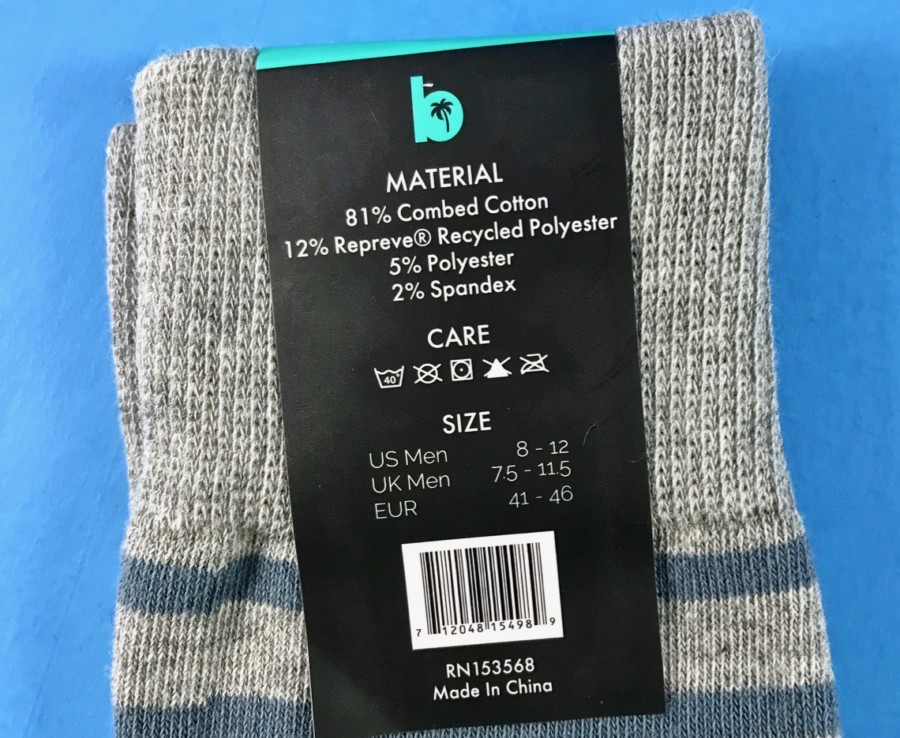 b
MATERIAL
81% Combed Cotton
12% Repreve® Recycled Polyester
5% Polyester
2% Spandex
CARE
40
SIZE
US Men 8 - 12
UK Men 7.5 - 11.5
EUR 41 - 46
7 12048 15498 9
RN153568
Made In China